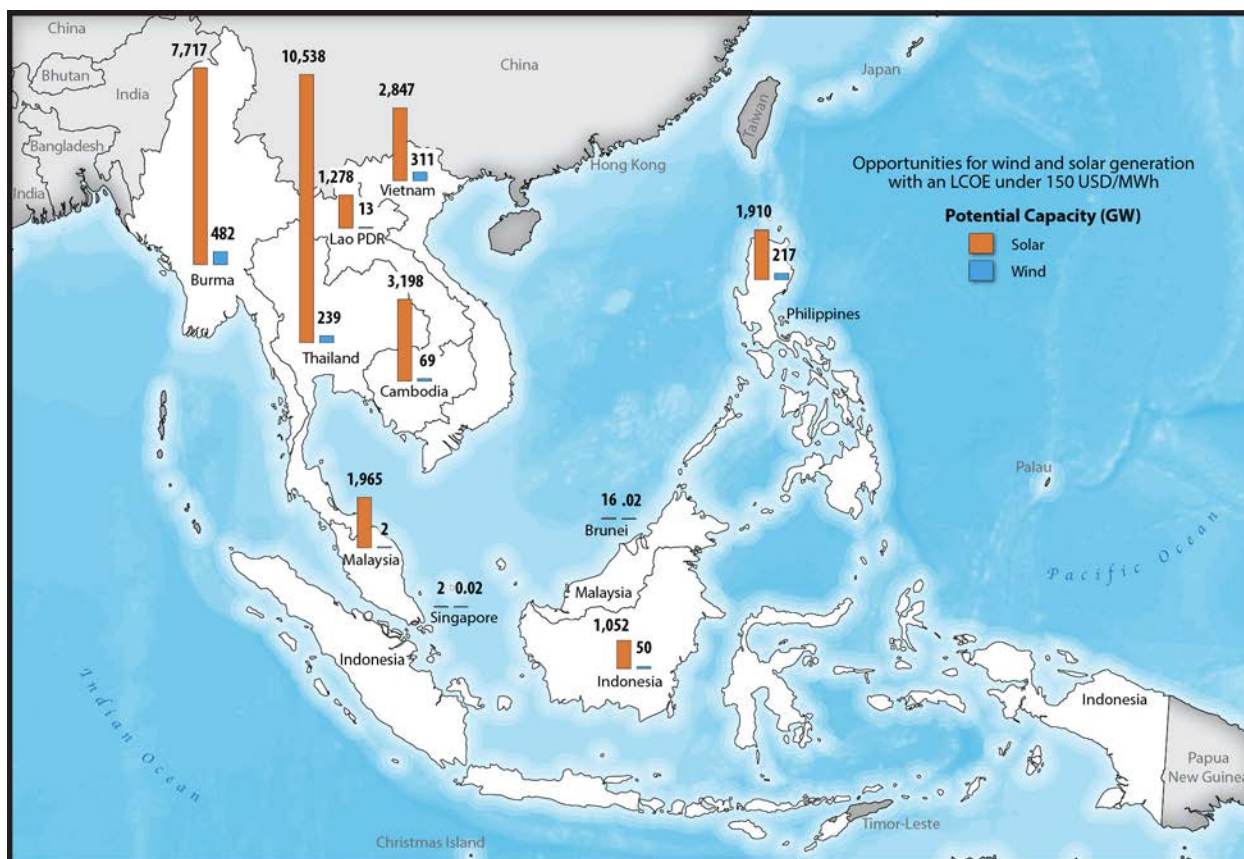 China
7,717
10,538
Bhutan
India
China
Japan
2,847
Taiwan
Bangladesh
311
Hong Kong
India
1,278
Vietnam
13
Lao PDR
Opportunities for wind and solar generation
with an LCOE under 150 USD/MWh
Potential Capacity (GW)
Solar
Wind
1,910
217
482
Burma
3,198
Philippines
239
Thailand
69
Cambodia
Palau
1,965
2
Malaysia
16 .02
Brunei
Pacific Ocean
2 0.02
Singapore
Malaysia
1,052
50
Indonesia
Indonesia
Indonesia
Indian Ocean
Papua
New Guinea
Timor-Leste
Christmas Island